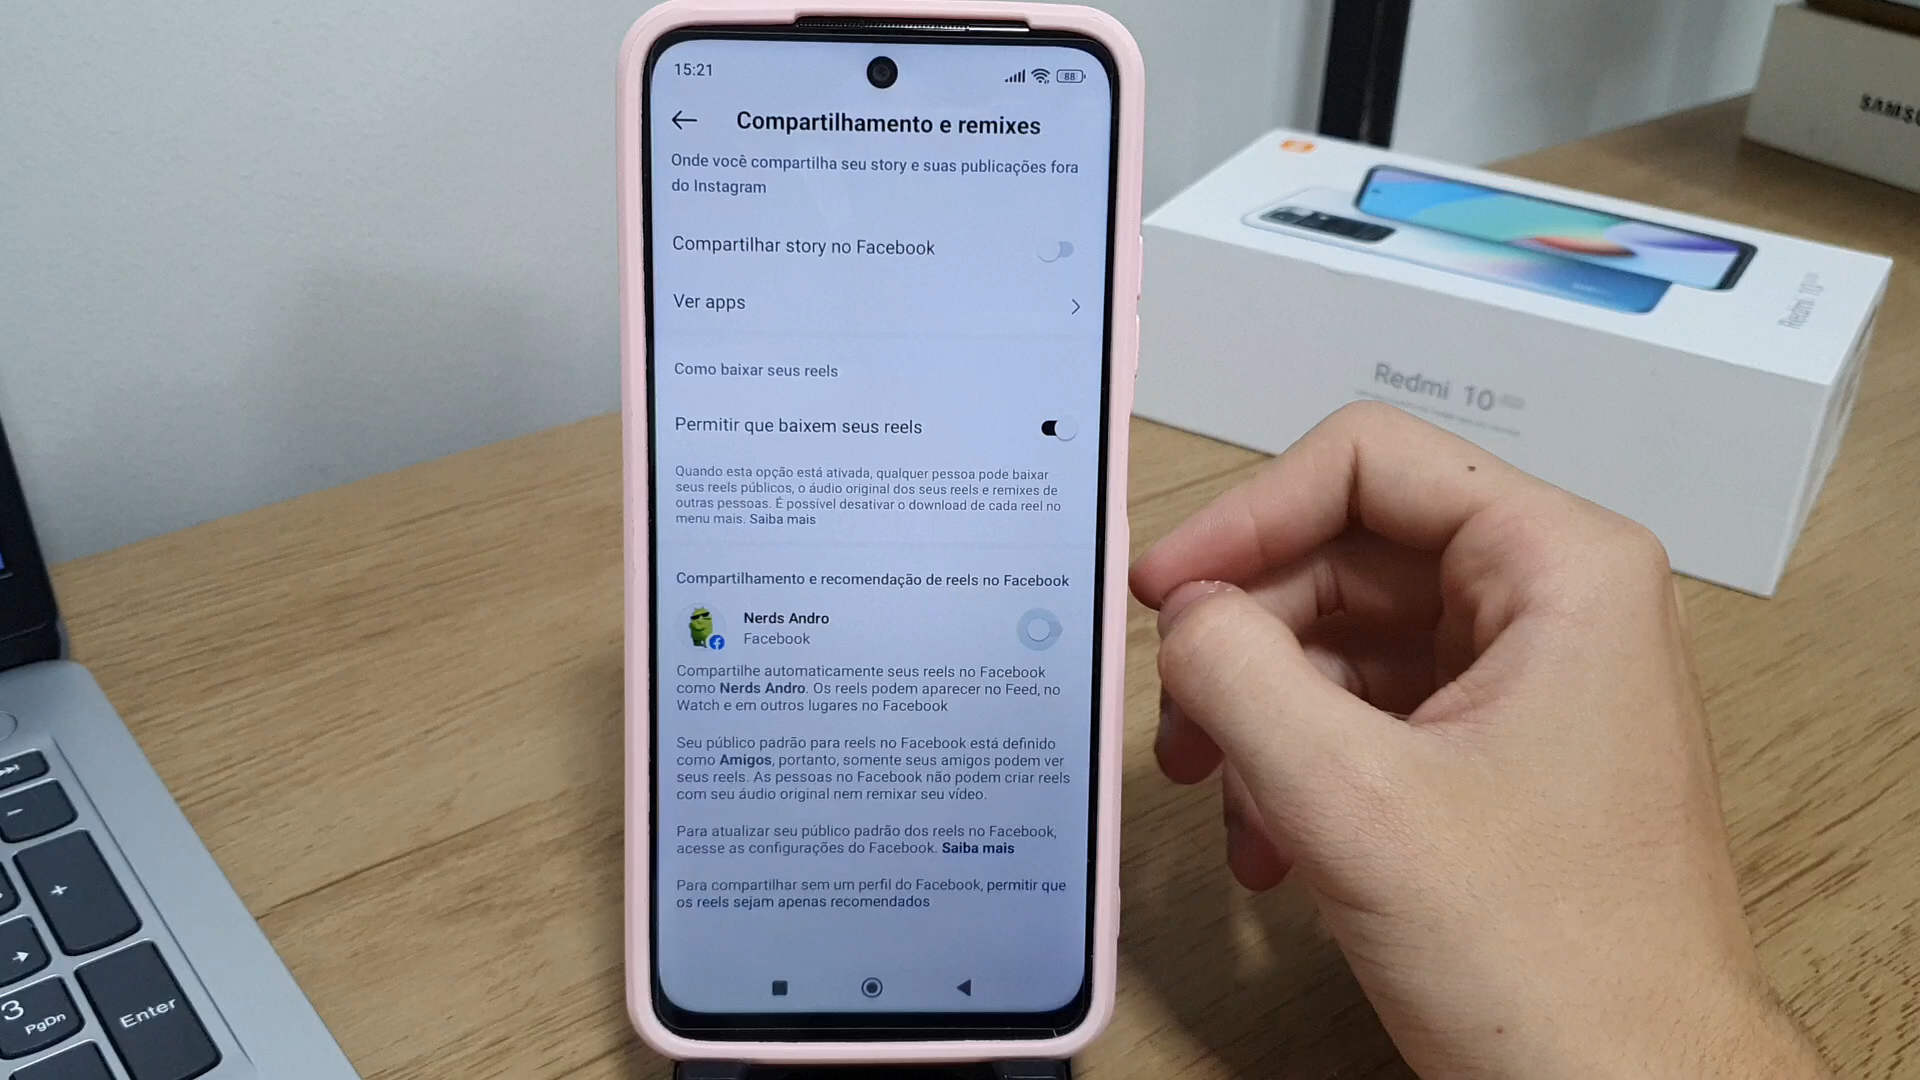 15:21
88
Compartilhamento e remixes
Onde você compartilha seu story e suas publicações fora
do Instagram
Compartilhar story no Facebook
Ver apps
Como baixar seus reels
Permitir que baixem seus reels
Quando esta opção está ativada, qualquer pessoa pode baixar
seus reels públicos, o áudio original dos seus reels e remixes de
outras pessoas. É possível desativar o download de cada reel no
menu mais. Saiba mais
Compartilhamento e recomendação de reels no Facebook
Nerds Andro
Facebook
Compartilhe automaticamente seus reels no Facebook
como Nerds Andro. Os reels podem aparecer no Feed, no
Watch e em outros lugares no Facebook
Seu público padrão para reels no Facebook está definido
como Amigos, portanto, somente seus amigos podem ver
seus reels. As pessoas no Facebook não podem criar reels
com seu áudio original nem remixar seu vídeo.
Para atualizar seu público padrão dos reels no Facebook,
acesse as configurações do Facebook. Saiba mais
Para compartilhar sem um perfil do Facebook, permitir que
os reels sejam apenas recomendados
Redmi 10
Redmi 10
SAMSU
-
+
3
PgDn
Enter